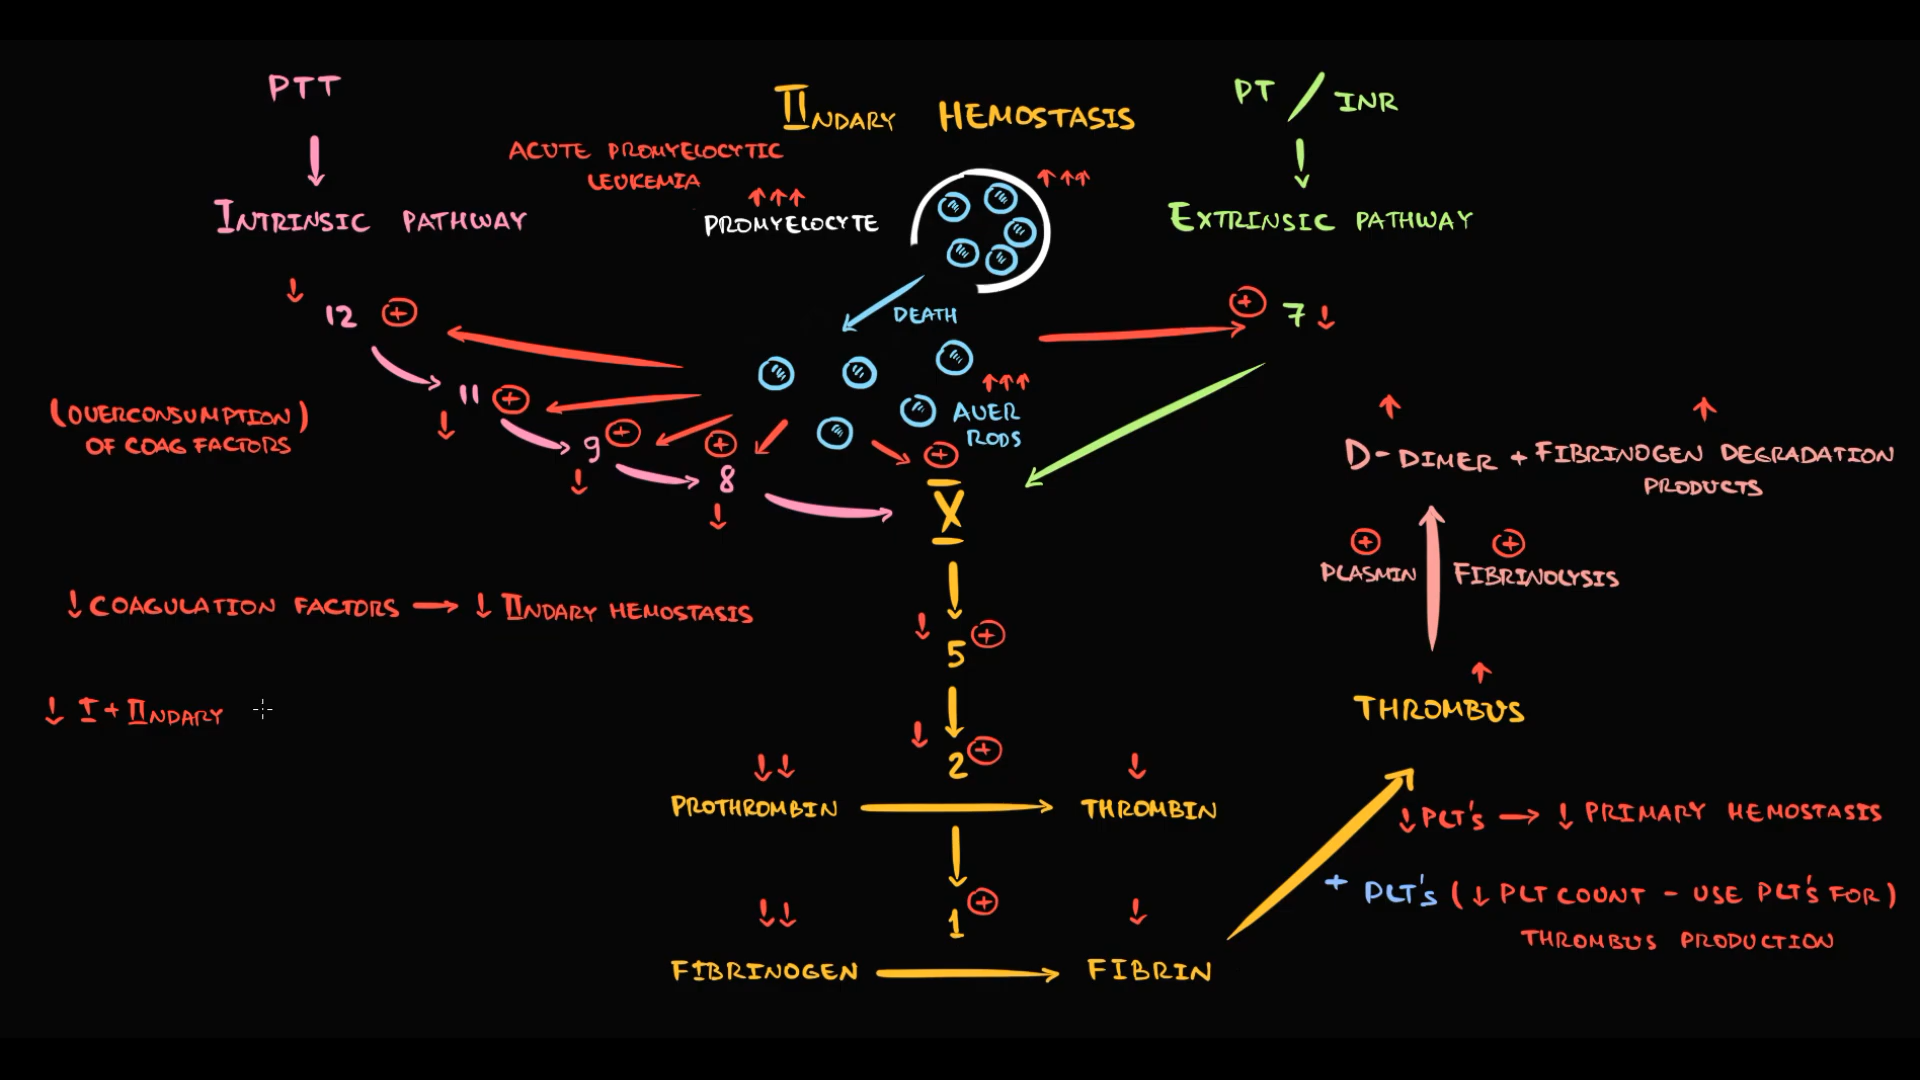 PTT
IINDARY HEMOSTASIS
PT / INR
ACUTE PROMYELOCYTIC
LEUKEMIA
↑↑↑
↑↑↑
PROMYELOCYTE
INTRINSIC PATHWAY
EXTRINSIC PATHWAY
DEATH
↓ 12 +
+ 7 ↓
↑↑↑
AUER
RODS
11 +
↓
(OVERCONSUMPTION)
OF COAG FACTORS
9 +
↓
+
8
↓
+
X
↑ ↑
D-DIMER + FIBRINOGEN DEGRADATION
PRODUCTS
+ +
PLASMIN FIBRINOLYSIS
↓ COAGULATION FACTORS → ↓ IINDARY HEMOSTASIS
↓ 5 +
↓ I + IINDARY
↑
THROMBUS
↓ 2 +
↓↓ ↓
PROTHROMBIN → THROMBIN
↓ PLT'S → ↓ PRIMARY HEMOSTASIS
+ PLT'S (↓ PLT COUNT - USE PLT'S FOR)
THROMBUS PRODUCTION
1 +
↓↓ ↓
FIBRINOGEN → FIBRIN